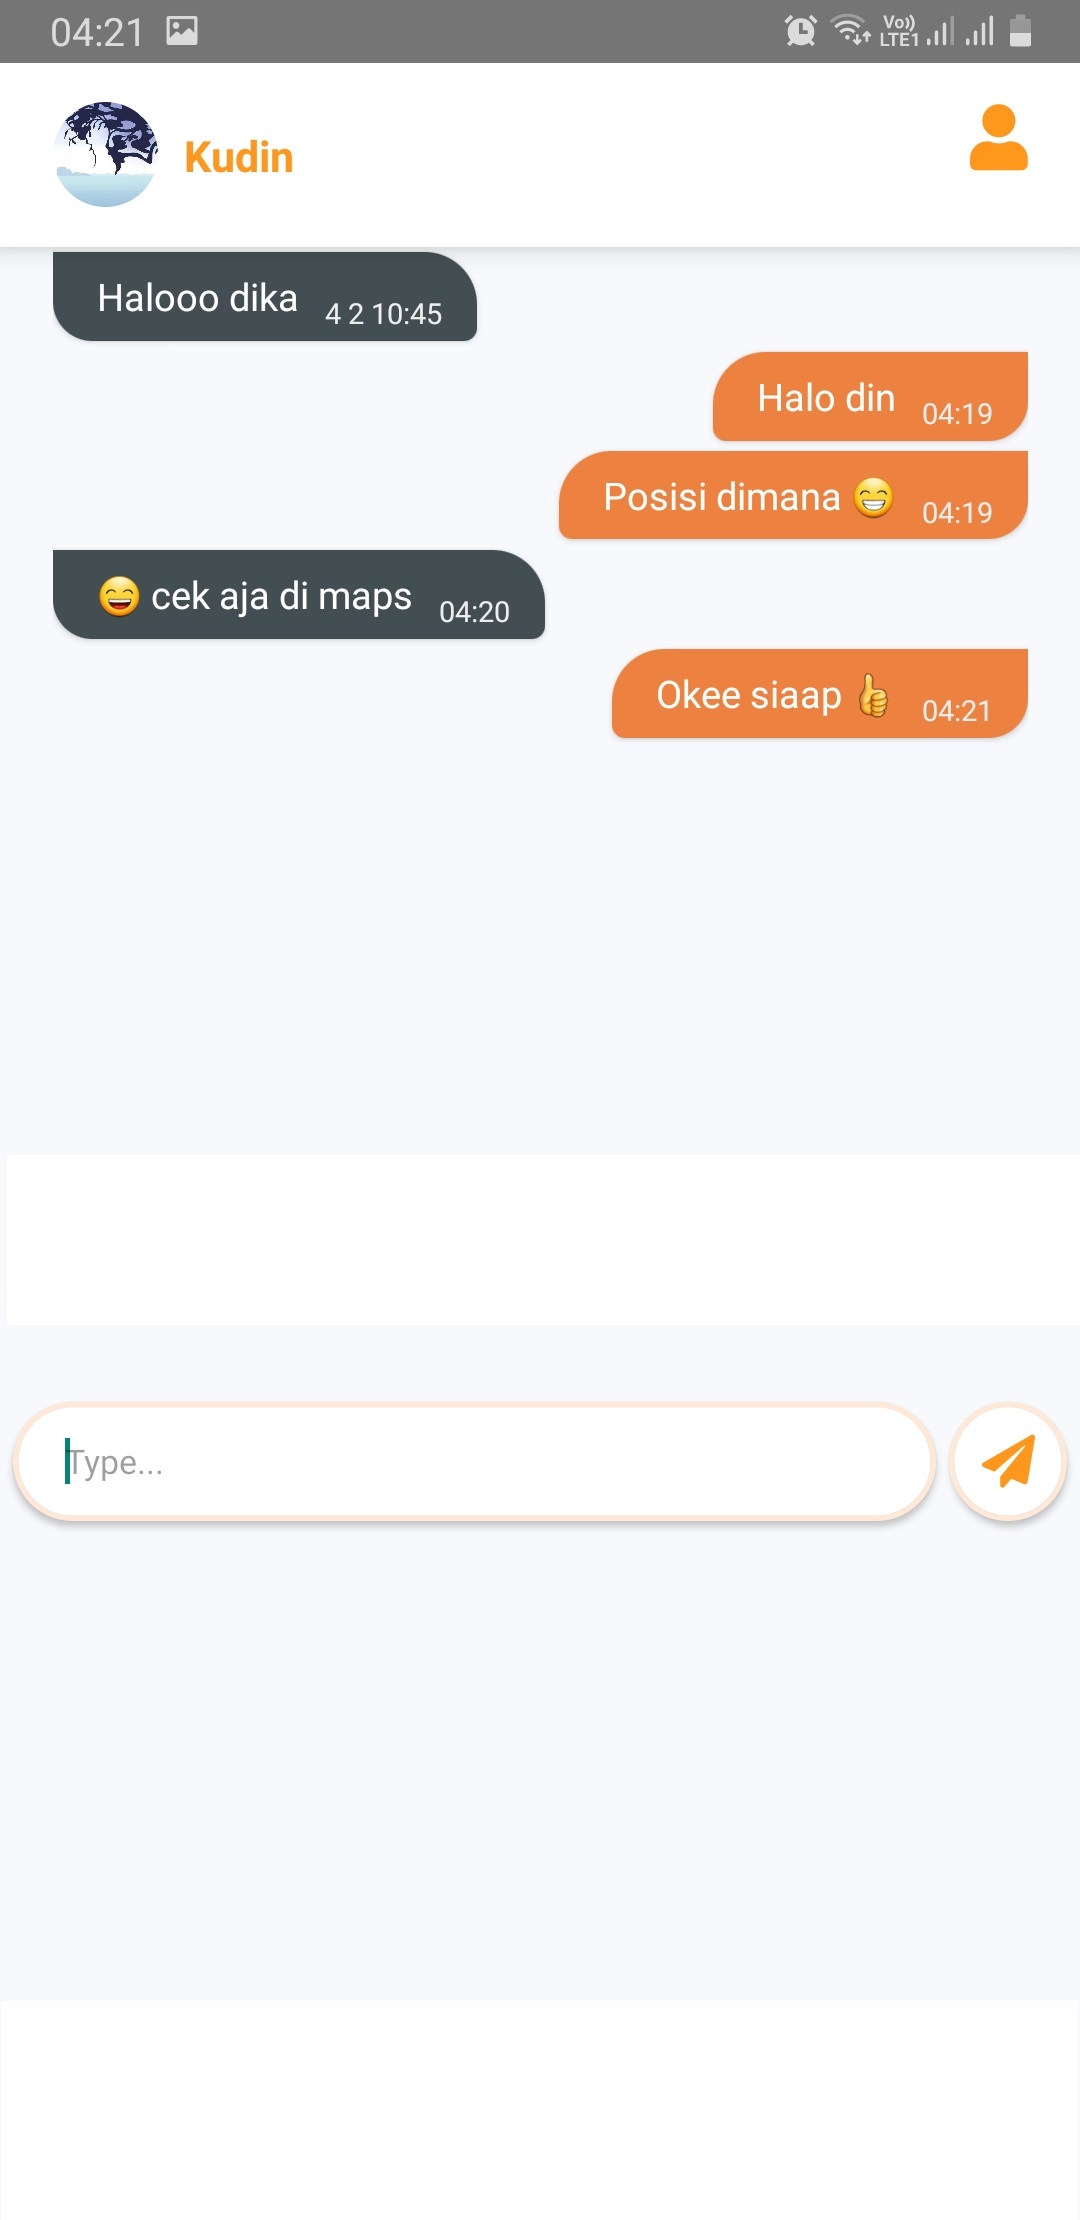 04:21 Vo)) LTE1
Kudin
Halooo dika 4 2 10:45
Halo din 04:19
Posisi dimana 😁 04:19
😄 cek aja di maps 04:20
Okee siaap 👍 04:21
Type...